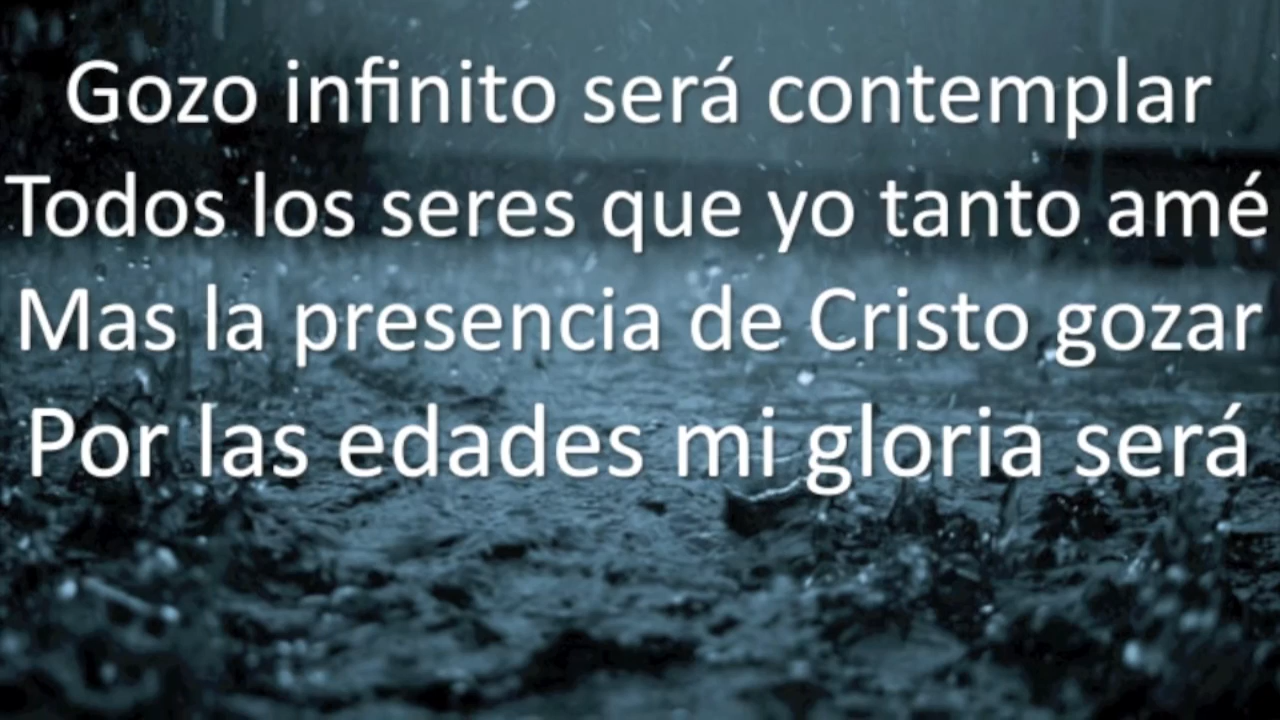 Gozo infinito será contemplar
Todos los seres que yo tanto amé
Mas la presencia de Cristo gozar
Por las edades mi gloria será